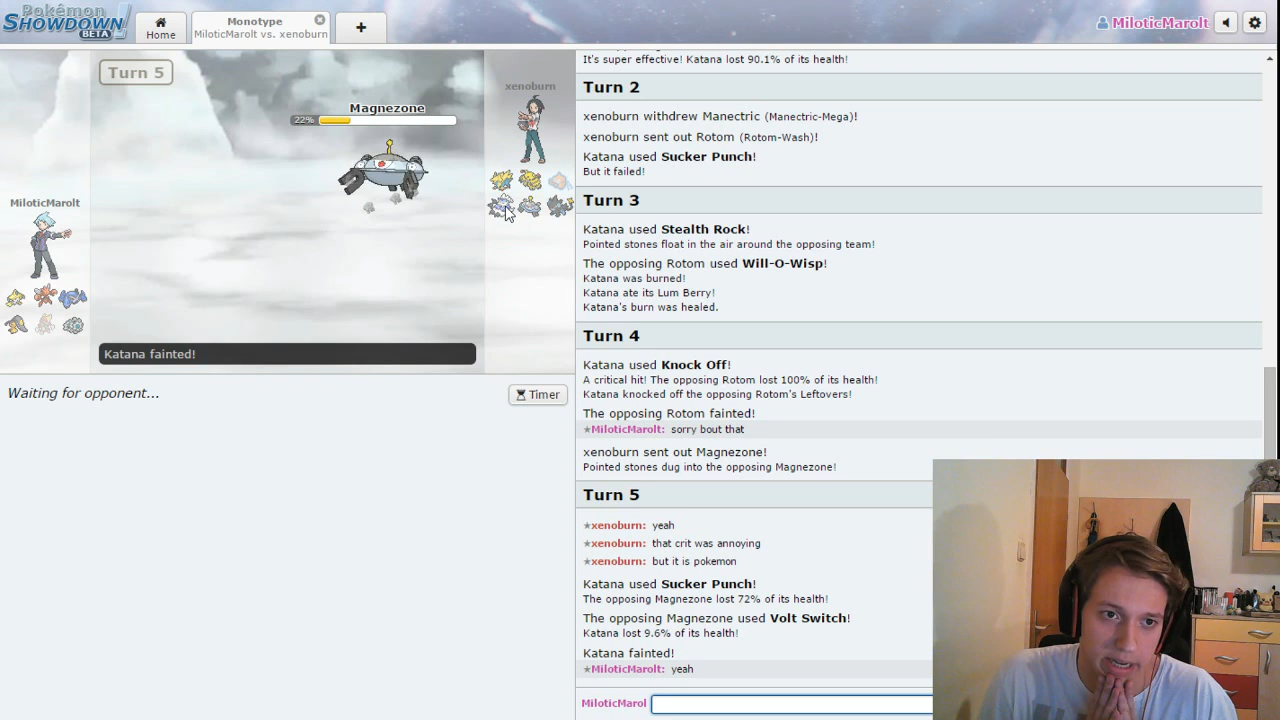 Pokémon
SHOWDOWN!
BETA
Home
Monotype
MiloticMarolt vs. xenoburn
+
MiloticMarolt
Turn 5
Magnezone
22%
xenoburn
MiloticMarolt
Katana fainted!
Waiting for opponent...
Timer
It's super effective! Katana lost 90.1% of its health!
Turn 2
xenoburn withdrew Manectric (Manectric-Mega)!
xenoburn sent out Rotom (Rotom-Wash)!
Katana used Sucker Punch!
But it failed!
Turn 3
Katana used Stealth Rock!
Pointed stones float in the air around the opposing team!
The opposing Rotom used Will-O-Wisp!
Katana was burned!
Katana ate its Lum Berry!
Katana's burn was healed.
Turn 4
Katana used Knock Off!
A critical hit! The opposing Rotom lost 100% of its health!
Katana knocked off the opposing Rotom's Leftovers!
The opposing Rotom fainted!
★MiloticMarolt: sorry bout that
xenoburn sent out Magnezone!
Pointed stones dug into the opposing Magnezone!
Turn 5
★xenoburn: yeah
★xenoburn: that crit was annoying
★xenoburn: but it is pokemon
Katana used Sucker Punch!
The opposing Magnezone lost 72% of its health!
The opposing Magnezone used Volt Switch!
Katana lost 9.6% of its health!
Katana fainted!
★MiloticMarolt: yeah
MiloticMarol